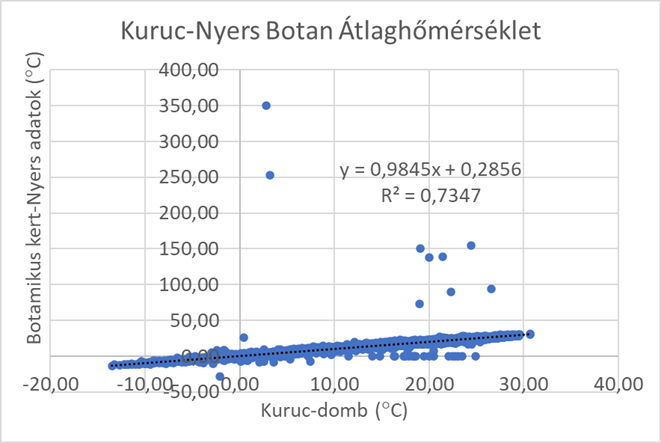 Kuruc-Nyers Botan Átlaghőmérséklet
Botamikus kert-Nyers adatok (°C)
400,00
350,00
300,00
250,00
200,00
150,00
100,00
50,00
0,00
-50,00
y = 0,9845x + 0,2856
R² = 0,7347
-20,00 -10,00 0,00 10,00 20,00 30,00 40,00
Kuruc-domb (°C)